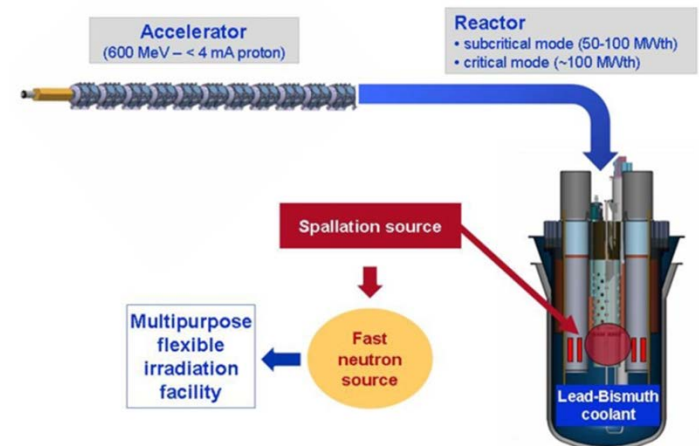 Accelerator
(600 MeV – < 4 mA proton)
Reactor
• subcritical mode (50-100 MWth)
• critical mode (~100 MWth)
Spallation source
Multipurpose
flexible
irradiation
facility
Fast
neutron
source
Lead-Bismuth
coolant